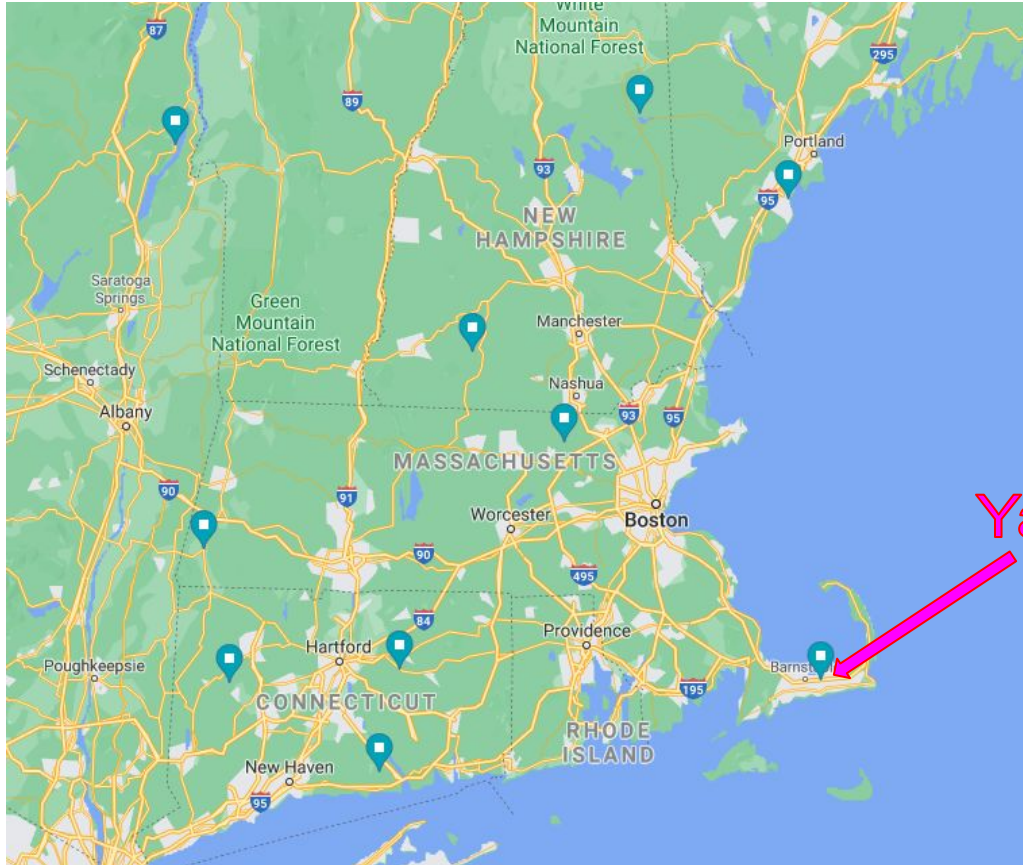 White
Mountain
National Forest
87
295
89
Portland
93
95
NEW
HAMPSHIRE
Saratoga
Springs
Green
Mountain
National Forest
Manchester
Schenectady
Nashua
Albany
93
95
MASSACHUSETTS
90
91
Ya
Worcester
Boston
90
495
84
Providence
Hartford
Poughkeepsie
195
CONNECTICUT
RHODE
ISLAND
New Haven
95